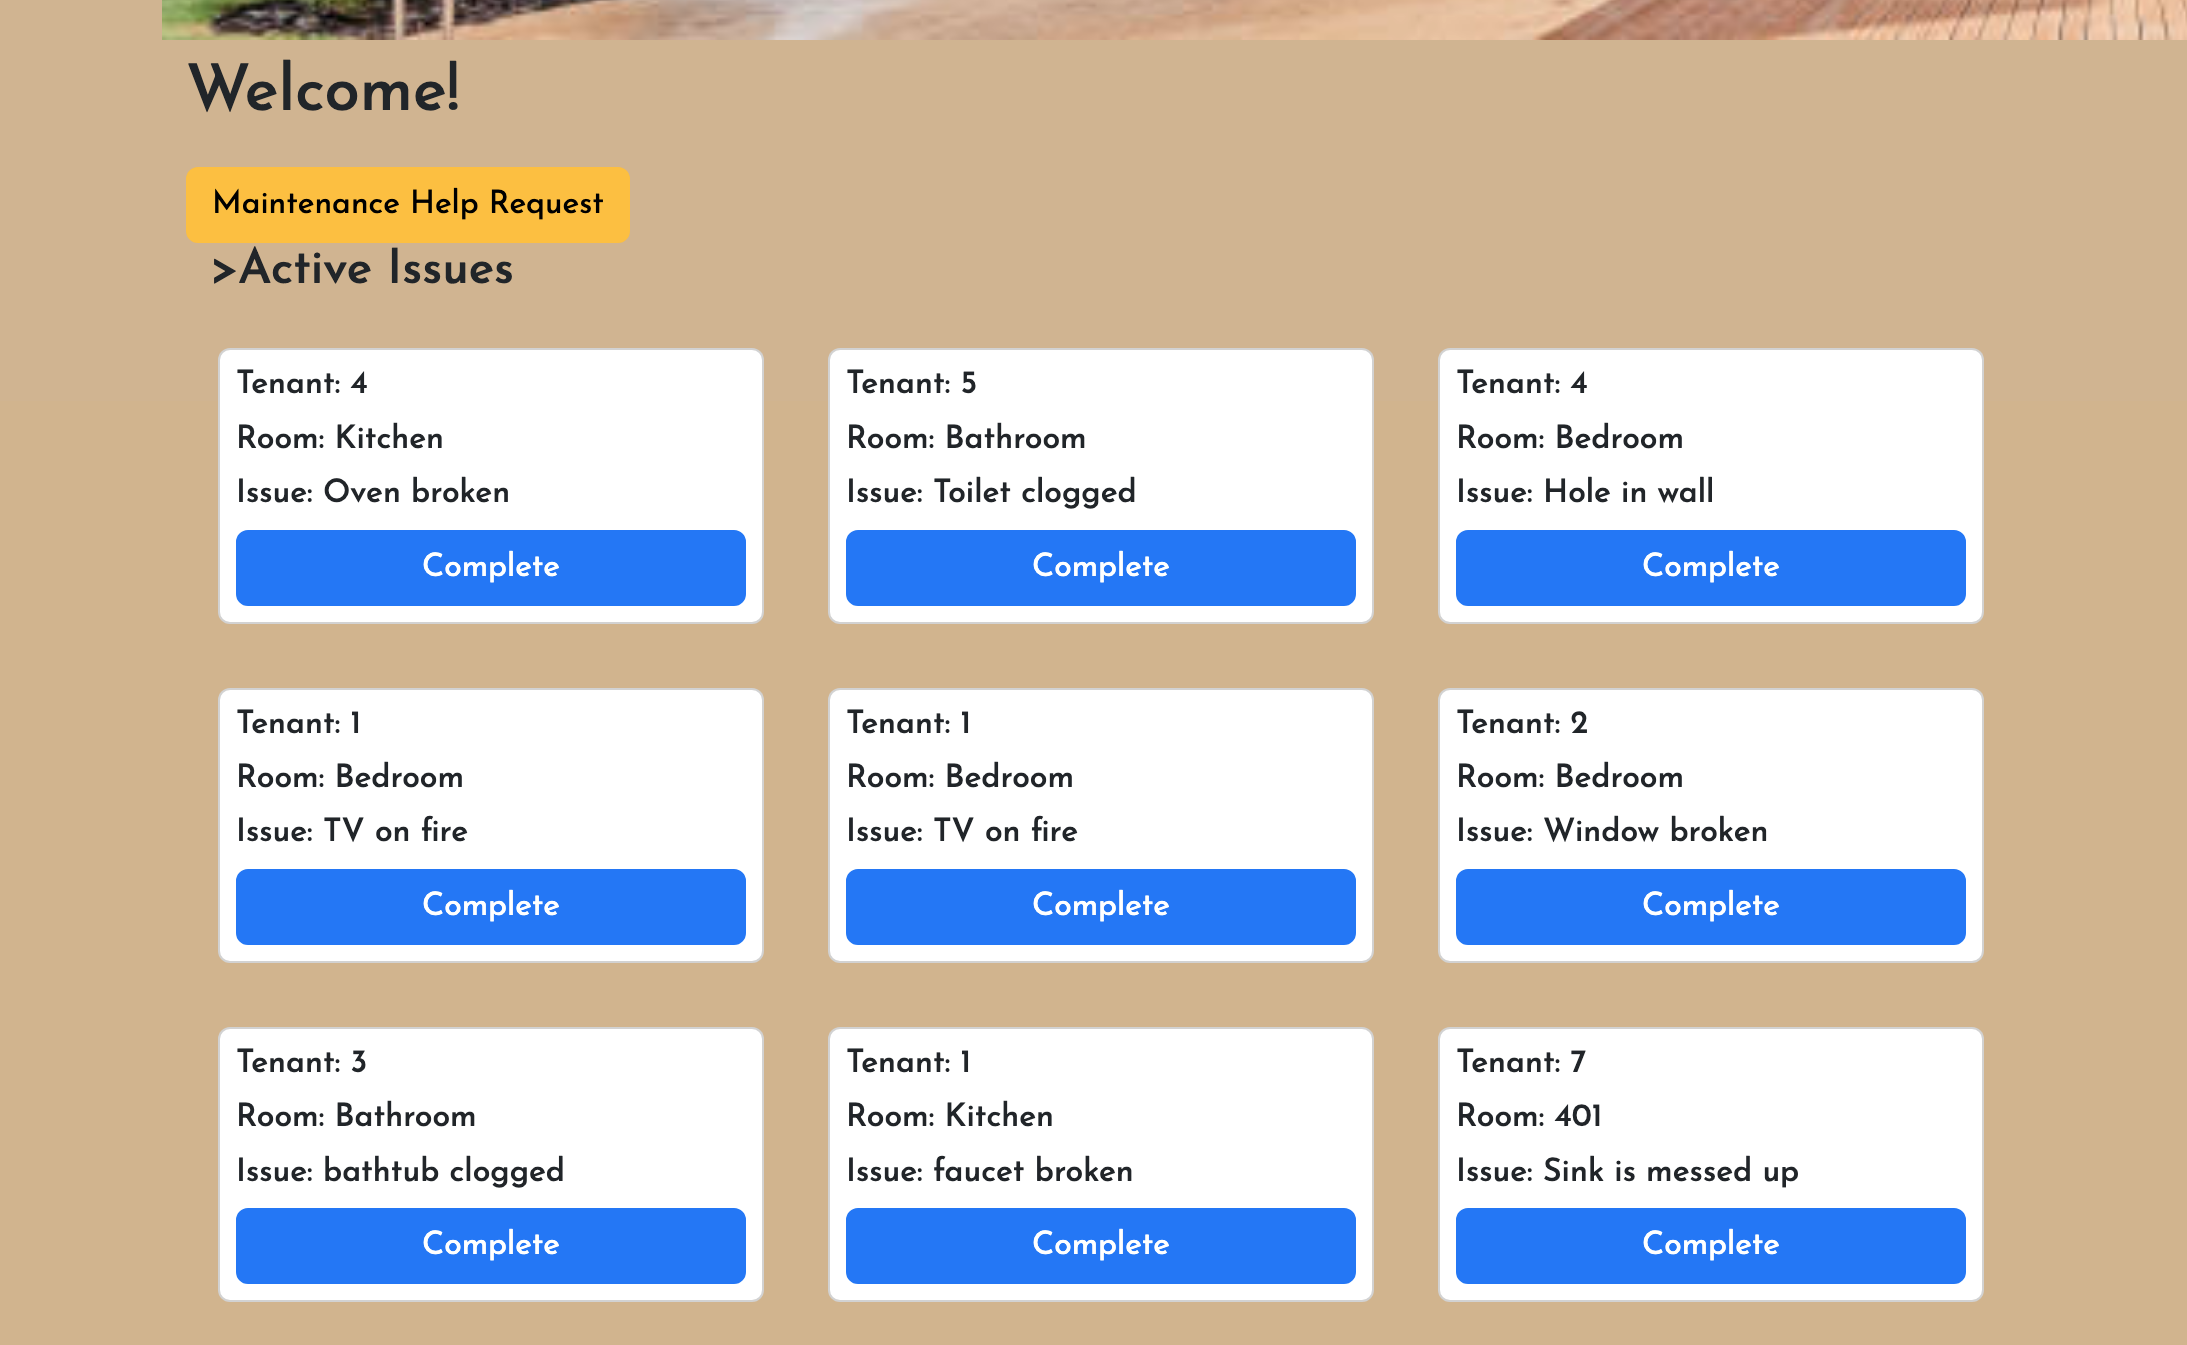 Welcome!
Maintenance Help Request
>Active Issues
Tenant: 4
Room: Kitchen
Issue: Oven broken
Complete
Tenant: 5
Room: Bathroom
Issue: Toilet clogged
Complete
Tenant: 4
Room: Bedroom
Issue: Hole in wall
Complete
Tenant: 1
Room: Bedroom
Issue: TV on fire
Complete
Tenant: 1
Room: Bedroom
Issue: TV on fire
Complete
Tenant: 2
Room: Bedroom
Issue: Window broken
Complete
Tenant: 3
Room: Bathroom
Issue: bathtub clogged
Complete
Tenant: 1
Room: Kitchen
Issue: faucet broken
Complete
Tenant: 7
Room: 401
Issue: Sink is messed up
Complete